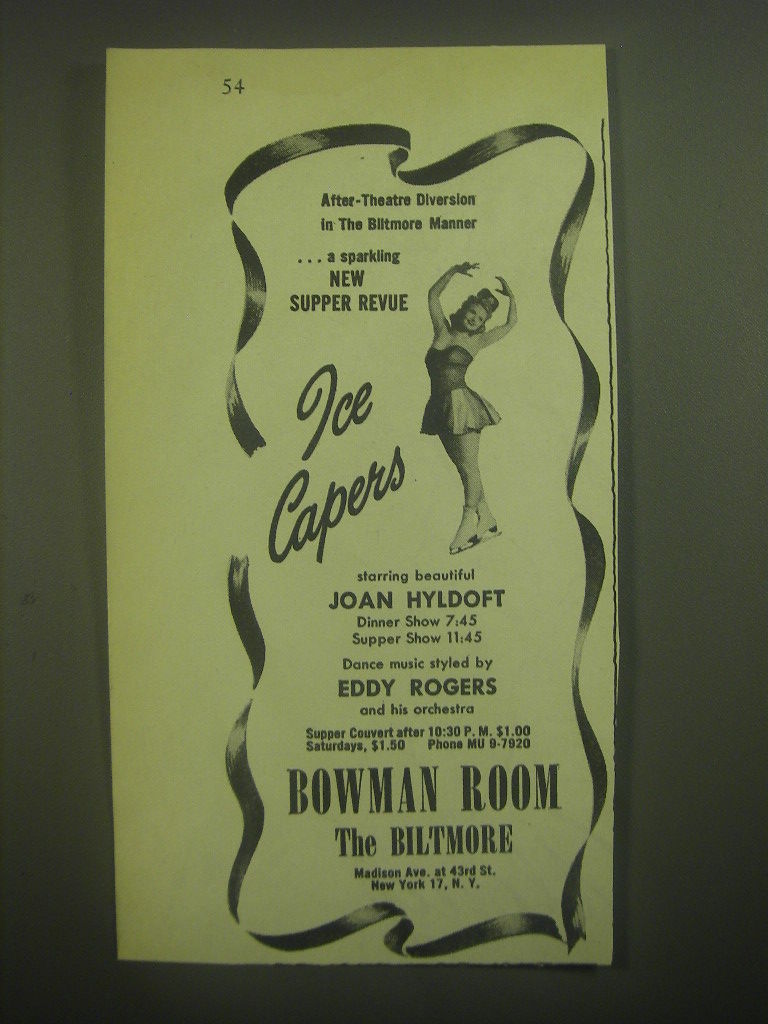 54
After-Theatre Diversion
in The Biltmore Manner
... a sparkling
NEW
SUPPER REVUE
Ice
Capers
starring beautiful
JOAN HYLDOFT
Dinner Show 7:45
Supper Show 11:45
Dance music styled by
EDDY ROGERS
and his orchestra
Supper Couvert after 10:30 P. M. $1.00
Saturdays, $1.50 Phone MU 9-7920
BOWMAN ROOM
The BILTMORE
Madison Ave. at 43rd St.
New York 17, N. Y.